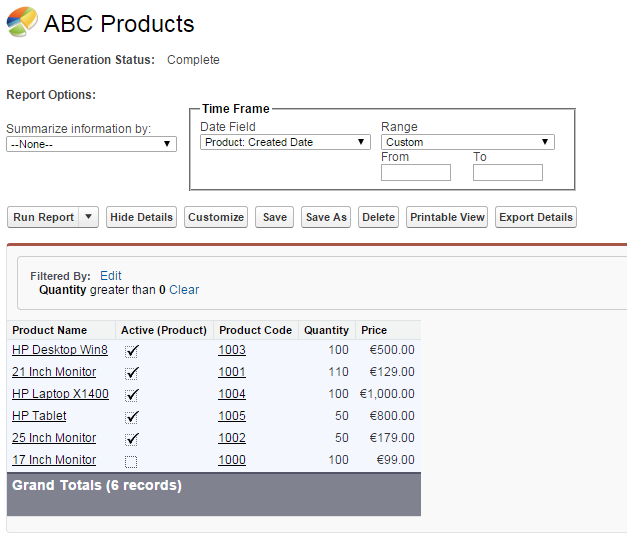 ABC Products
Report Generation Status: Complete
Report Options:
Time Frame
Summarize information by: Date Field Range
--None-- Product: Created Date Custom
From To
Run Report Hide Details Customize Save Save As Delete Printable View Export Details
Filtered By: Edit
Quantity greater than 0 Clear
Product Name Active (Product) Product Code Quantity Price
HP Desktop Win8 1003 100 €500.00
21 Inch Monitor 1001 110 €129.00
HP Laptop X1400 1004 100 €1,000.00
HP Tablet 1005 50 €800.00
25 Inch Monitor 1002 50 €179.00
17 Inch Monitor 1000 100 €99.00
Grand Totals (6 records)